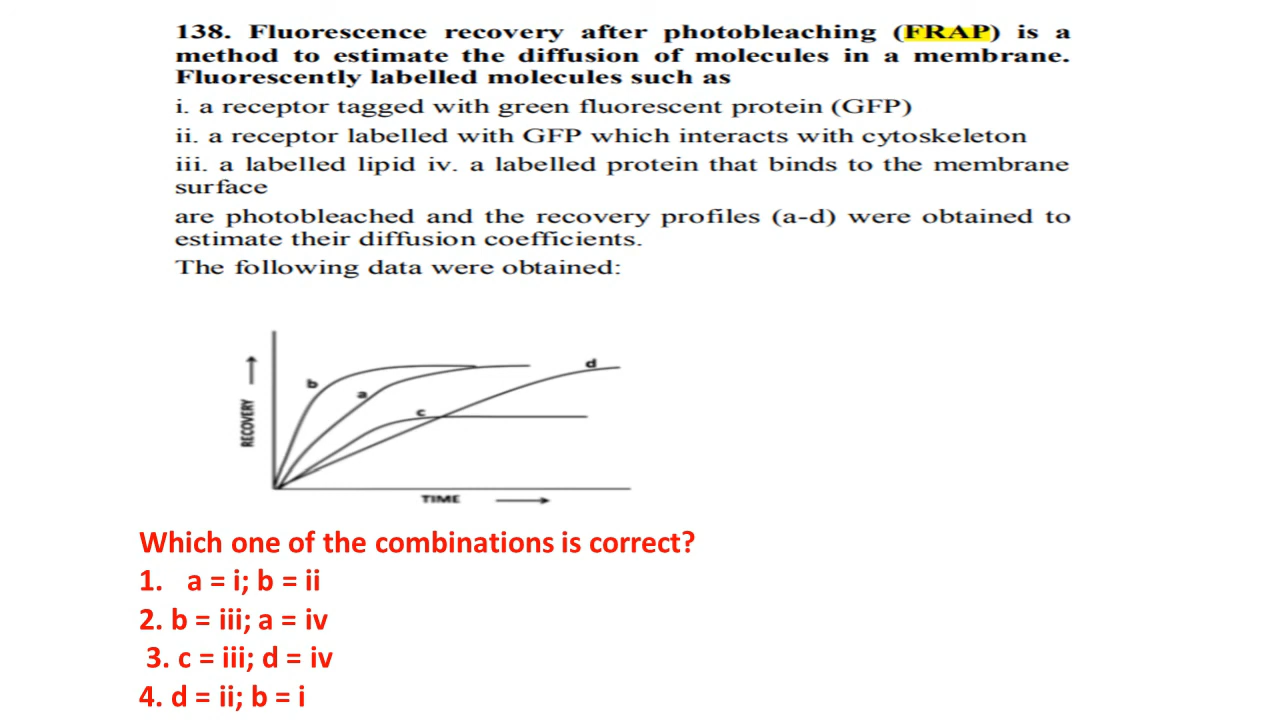 138. Fluorescence recovery after photobleaching (FRAP) is a
method to estimate the diffusion of molecules in a membrane.
Fluorescently labelled molecules such as
i. a receptor tagged with green fluorescent protein (GFP)
ii. a receptor labelled with GFP which interacts with cytoskeleton
iii. a labelled lipid iv. a labelled protein that binds to the membrane
surface
are photobleached and the recovery profiles (a-d) were obtained to
estimate their diffusion coefficients.
The following data were obtained:
RECOVERY
b
a
c
d
TIME
Which one of the combinations is correct?
1. a = i; b = ii
2. b = iii; a = iv
3. c = iii; d = iv
4. d = ii; b = i